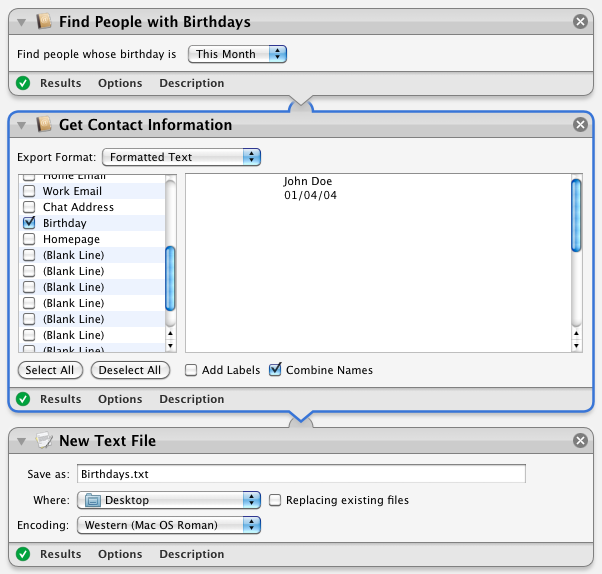 Find People with Birthdays
Find people whose birthday is This Month
Results Options Description
Get Contact Information
Export Format: Formatted Text
Home Email
Work Email
Chat Address
Birthday
Homepage
(Blank Line)
(Blank Line)
(Blank Line)
(Blank Line)
(Blank Line)
(Blank Line)
(Blank Line)
John Doe
01/04/04
Select All Deselect All Add Labels Combine Names
Results Options Description
New Text File
Save as: Birthdays.txt
Where: Desktop Replacing existing files
Encoding: Western (Mac OS Roman)
Results Options Description